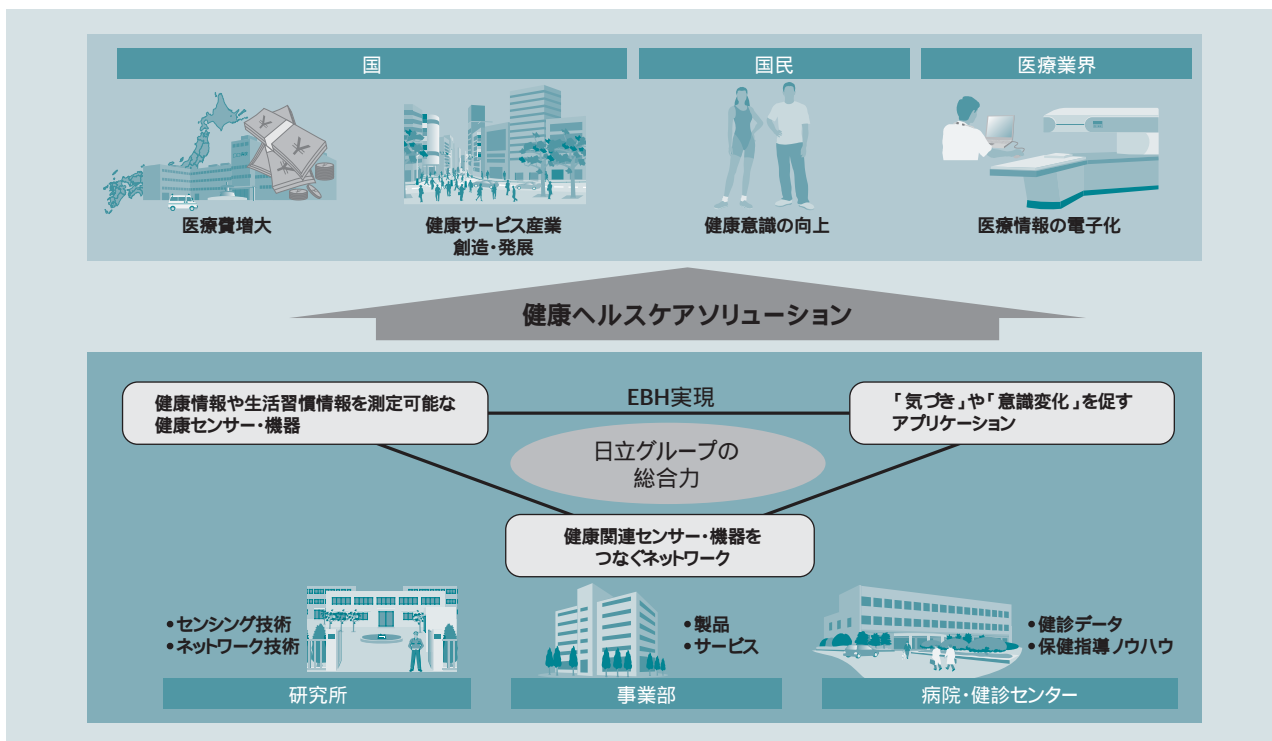 国
国民
医療業界
医療費増大
健康サービス産業
創造・発展
健康意識の向上
医療情報の電子化
健康ヘルスケアソリューション
健康情報や生活習慣情報を測定可能な
健康センサー・機器
EBH実現
「気づき」や「意識変化」を促す
アプリケーション
日立グループの
総合力
健康関連センサー・機器を
つなぐネットワーク
•センシング技術
•ネットワーク技術
研究所
•製品
•サービス
事業部
•健診データ
•保健指導ノウハウ
病院・健診センター